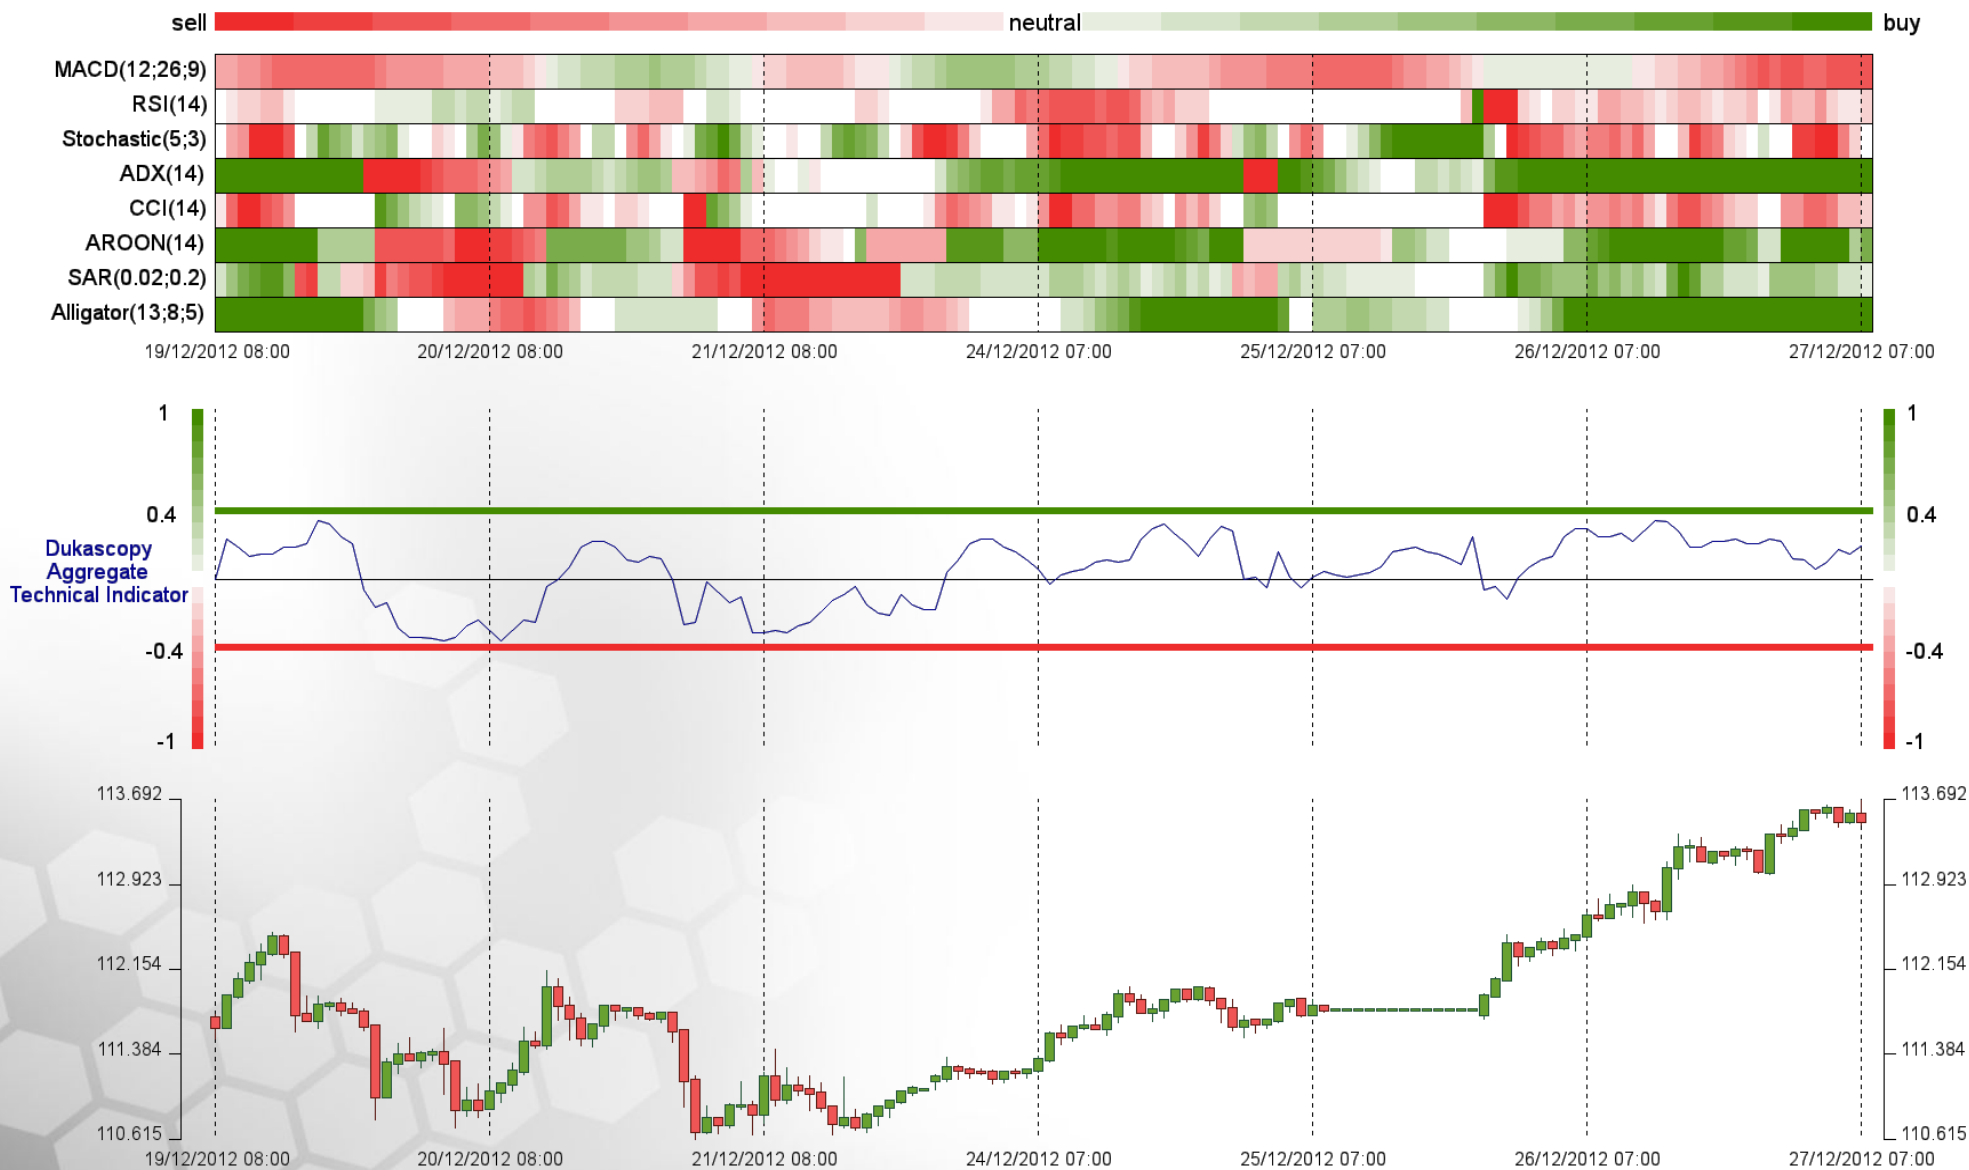 sell neutral buy
MACD(12;26;9)
RSI(14)
Stochastic(5;3)
ADX(14)
CCI(14)
AROON(14)
SAR(0.02;0.2)
Alligator(13;8;5)
19/12/2012 08:00 20/12/2012 08:00 21/12/2012 08:00 24/12/2012 07:00 25/12/2012 07:00 26/12/2012 07:00 27/12/2012 07:00
1 1
0.4 0.4
Dukascopy
Aggregate
Technical Indicator
-0.4 -0.4
-1 -1
113.692 113.692
112.923 112.923
112.154 112.154
111.384 111.384
110.615 110.615
19/12/2012 08:00 20/12/2012 08:00 21/12/2012 08:00 24/12/2012 07:00 25/12/2012 07:00 26/12/2012 07:00 27/12/2012 07:00